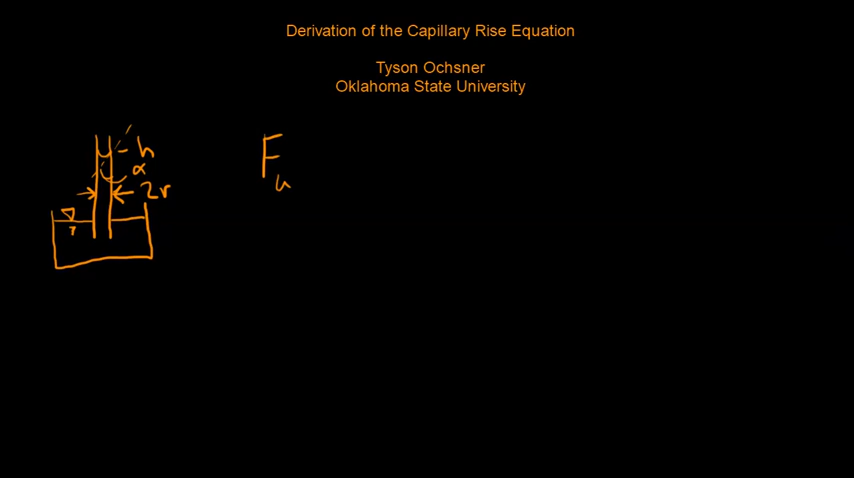 Derivation of the Capillary Rise Equation
Tyson Ochsner
Oklahoma State University
h
α
2r
F
u